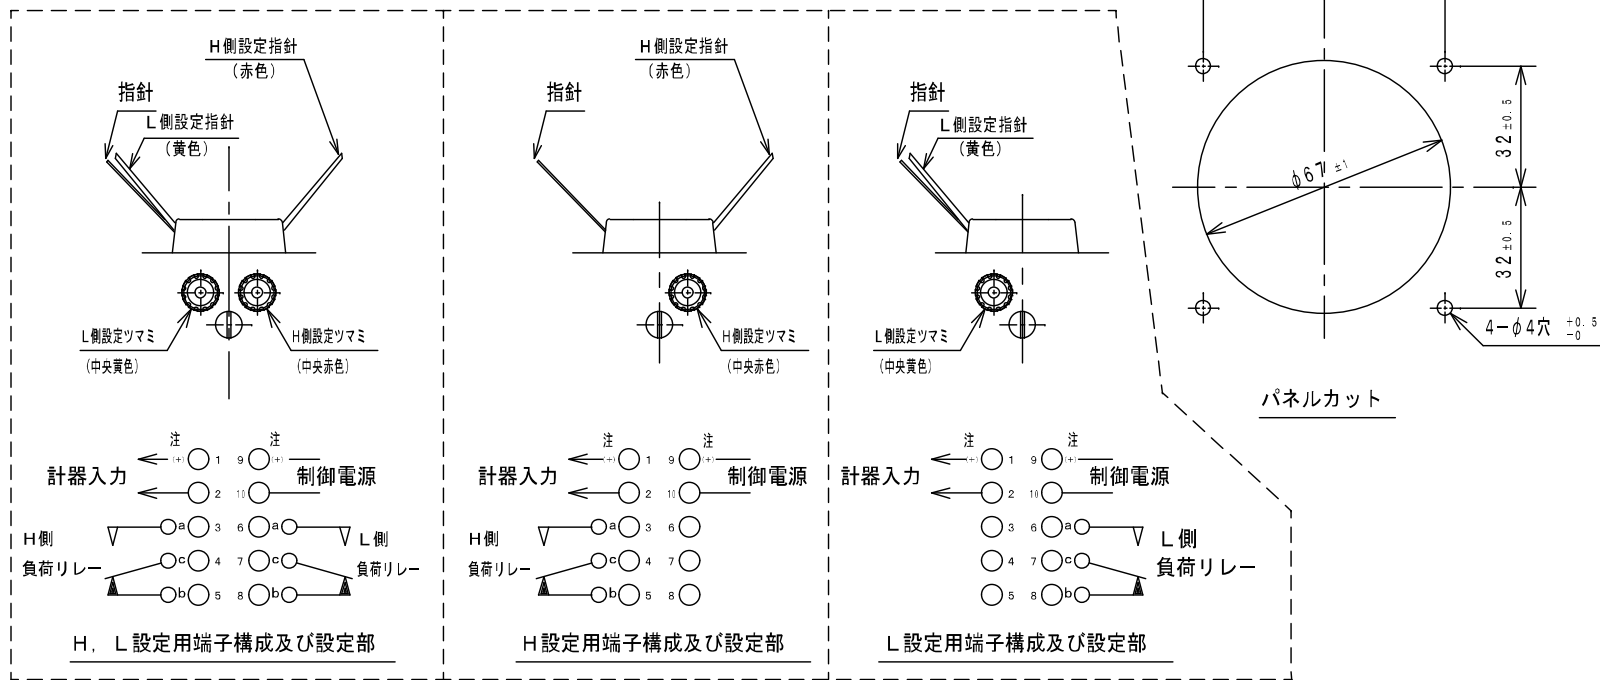 H側設定指針
(赤色)
指針
L側設定指針
(黄色)
L側設定ツマミ
(中央黄色)
H側設定ツマミ
(中央赤色)
注
注
計器入力
(+)
1
9
(+)
制御電源
2
10
H側
負荷リレー
a
3
6
a
c
4
7
c
b
5
8
b
L側
負荷リレー
H, L設定用端子構成及び設定部
H側設定指針
(赤色)
指針
H側設定ツマミ
(中央赤色)
注
注
計器入力
(+)
1
9
(+)
制御電源
2
10
H側
負荷リレー
a
3
6
c
4
7
b
5
8
H設定用端子構成及び設定部
指針
L側設定指針
(黄色)
L側設定ツマミ
(中央黄色)
注
注
計器入力
(+)
1
9
(+)
制御電源
2
10
3
6
a
4
7
c
5
8
b
L側
負荷リレー
L設定用端子構成及び設定部
φ67 ±1
32±0.5
32±0.5
4-φ4穴 +0.5
-0
パネルカット